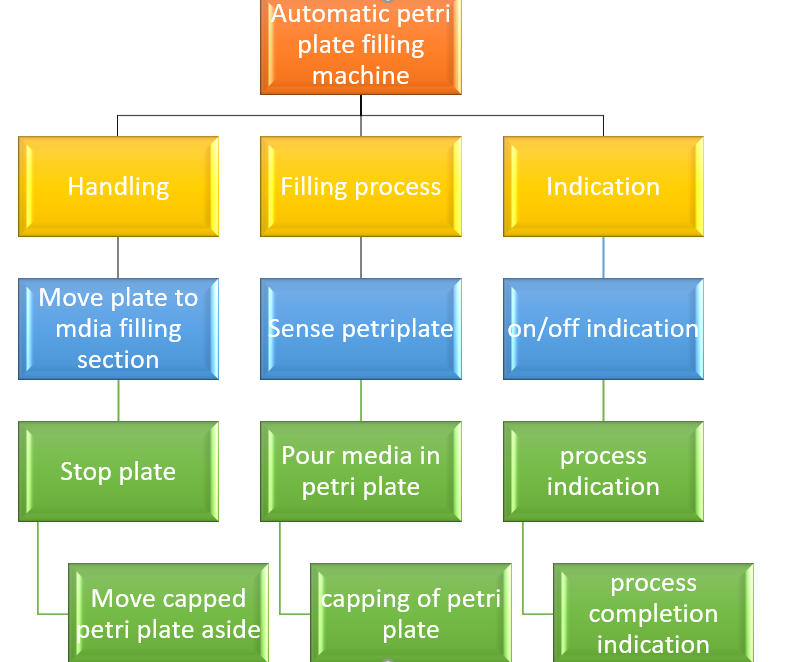 Automatic petri
plate filling
machine
Handling
Filling process
Indication
Move plate to
mdia filling
section
Sense petriplate
on/off indication
Stop plate
Pour media in
petri plate
process
indication
Move capped
petri plate aside
capping of petri
plate
process
completion
indication